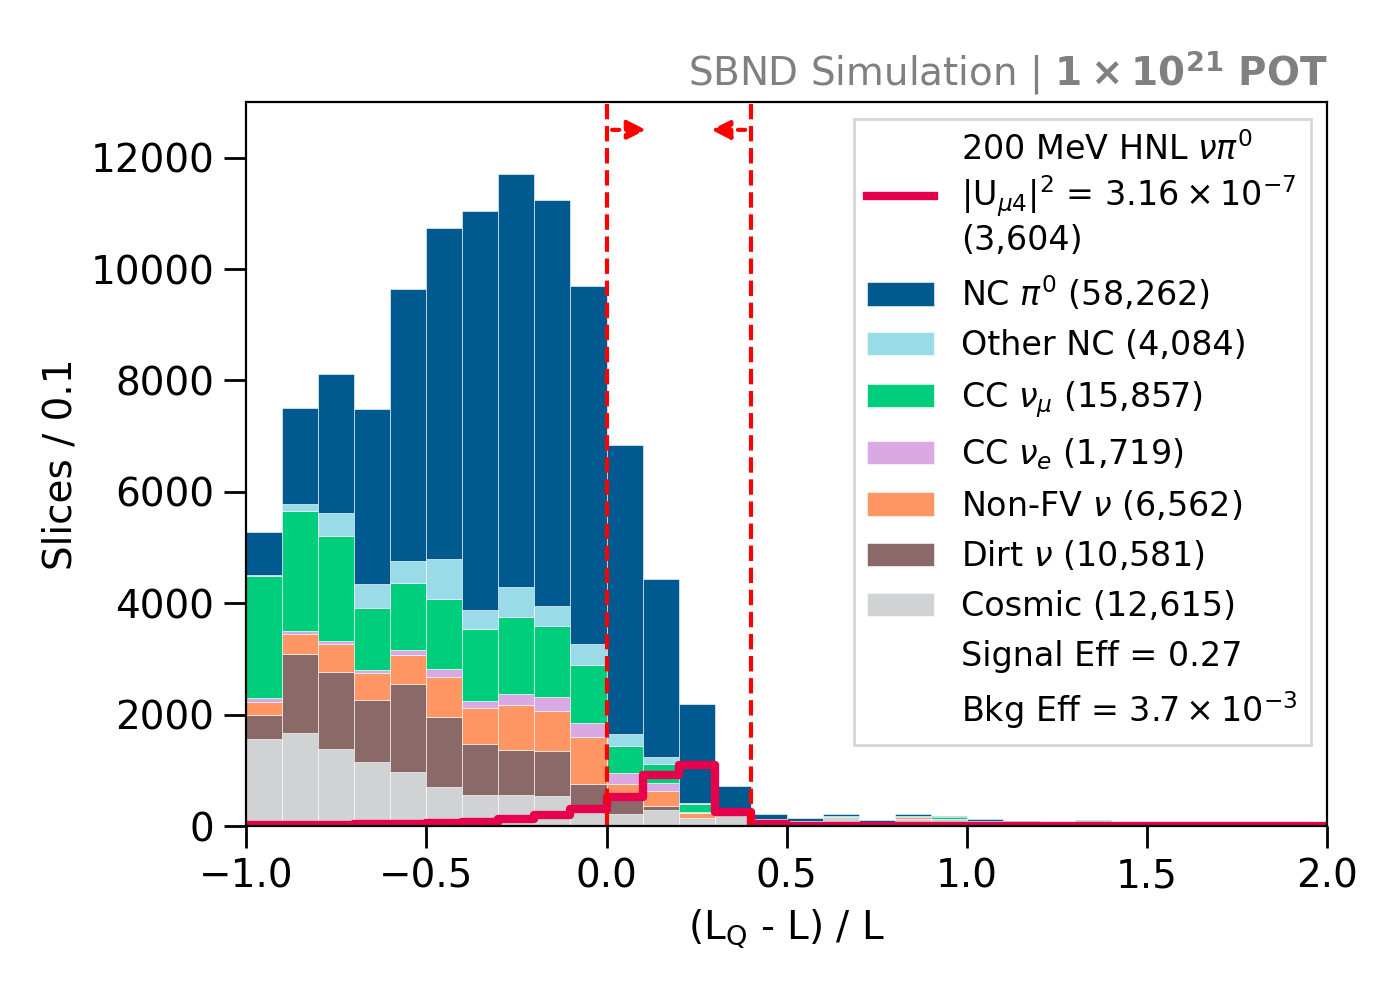 SBND Simulation | 1 × 10²¹ POT
12000
10000
8000
6000
4000
2000
0
Slices / 0.1
200 MeV HNL νπ⁰
|U_μ4|² = 3.16 × 10⁻⁷
(3,604)
NC π⁰ (58,262)
Other NC (4,084)
CC ν_μ (15,857)
CC ν_e (1,719)
Non-FV ν (6,562)
Dirt ν (10,581)
Cosmic (12,615)
Signal Eff = 0.27
Bkg Eff = 3.7 × 10⁻³
−1.0 −0.5 0.0 0.5 1.0 1.5 2.0
(L_Q - L) / L